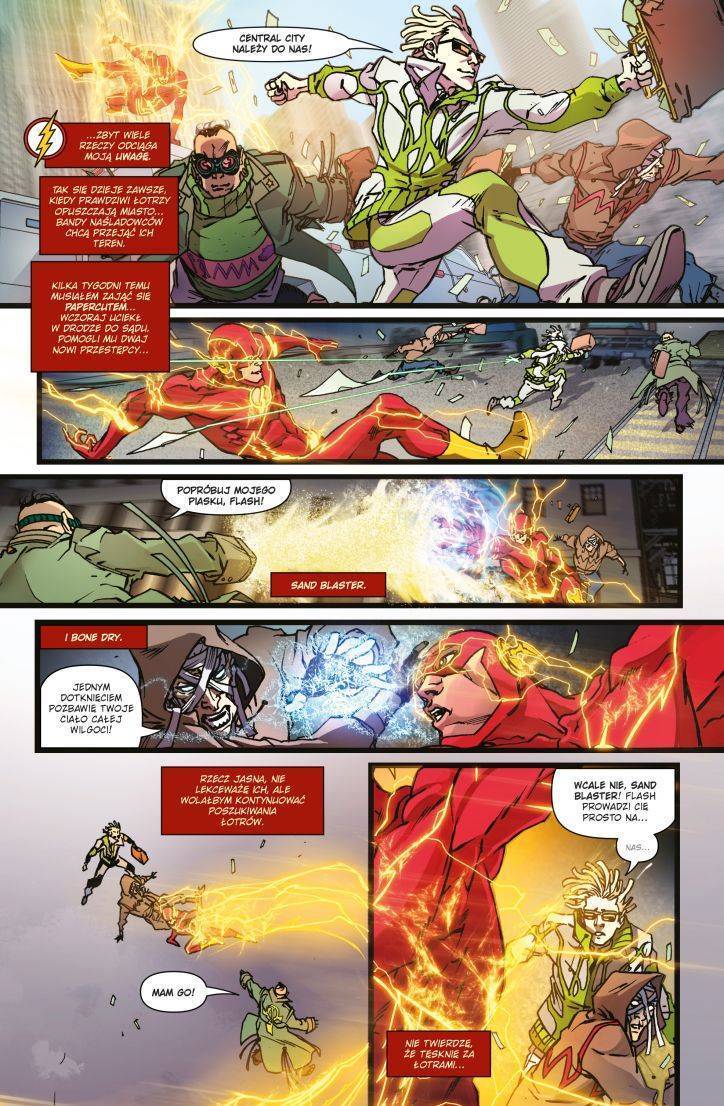 CENTRAL CITY
NALEŻY DO NAS!
...ZBYT WIELE
RZECZY ODCIĄGA
MOJĄ UWAGĘ.
TAK SIĘ DZIEJE ZAWSZE,
KIEDY PRAWDZIWI ŁOTRZY
OPUSZCZAJĄ MIASTO...
BANDY NAŚLADOWCÓW
CHCĄ PRZEJĄĆ ICH
TEREN.
KILKA TYGODNI TEMU
MUSIAŁEM ZAJĄĆ SIĘ
PAPERCUTEM...
WCZORAJ UCIEKŁ
W DRODZE DO SĄDU.
POMOGLI MU DWAJ
NOWI PRZESTĘPCY...
POPRÓBUJ MOJEGO
PIASKU, FLASH!
SAND BLASTER.
I BONE DRY.
JEDNYM
DOTKNIĘCIEM
POZBAWIĘ TWOJE
CIAŁO CAŁEJ
WILGOCI!
RZECZ JASNA, NIE
LEKCEWAŻĘ ICH, ALE
WOLAŁBYM KONTYNUOWAĆ
POSZUKIWANIA
ŁOTRÓW.
MAM GO!
WCALE NIE, SAND
BLASTER! FLASH
PROWADZI CIĘ
PROSTO NA...
NAS...
NIE TWIERDZĘ,
ŻE TĘSKNIĘ ZA
ŁOTRAMI...